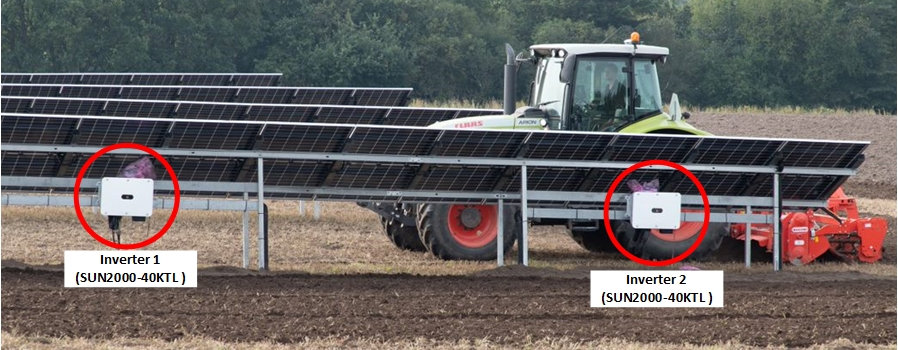 CLAAS
ARION
Inverter 1
(SUN2000-40KTL )
Inverter 2
(SUN2000-40KTL )